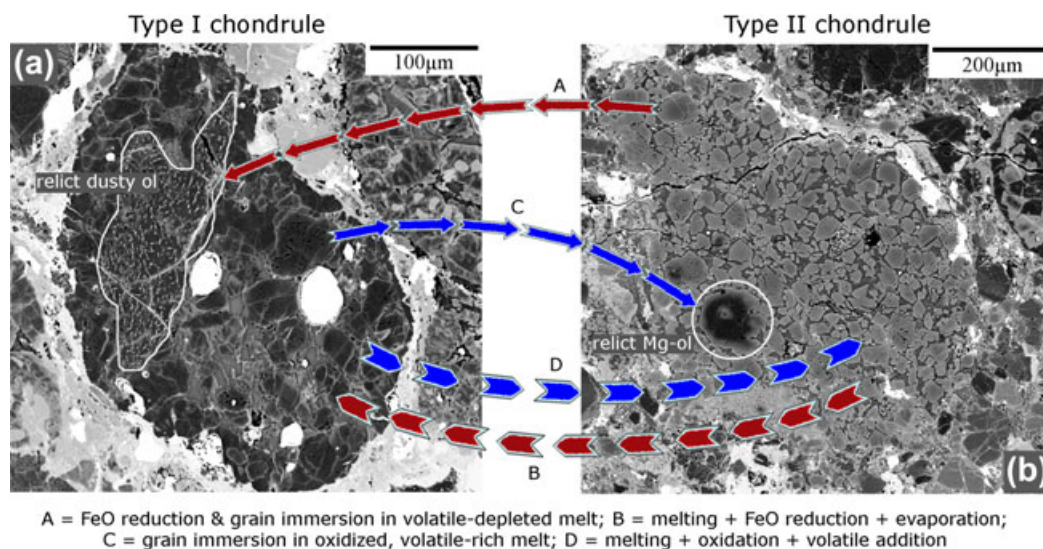 Type I chondrule
Type II chondrule
(a)
100μm
200μm
A
relict dusty ol
C
relict Mg-ol
D
B
(b)
A = FeO reduction & grain immersion in volatile-depleted melt; B = melting + FeO reduction + evaporation;
C = grain immersion in oxidized, volatile-rich melt; D = melting + oxidation + volatile addition